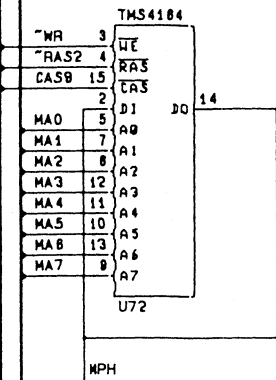 TMS4164
~WR 3 WE
~RAS2 4 RAS
CAS8 15 CAS
2 DI DO 14
MA0 5 A0
MA1 7 A1
MA2 6 A2
MA3 12 A3
MA4 11 A4
MA5 10 A5
MA6 13 A6
MA7 9 A7
U72
MPH